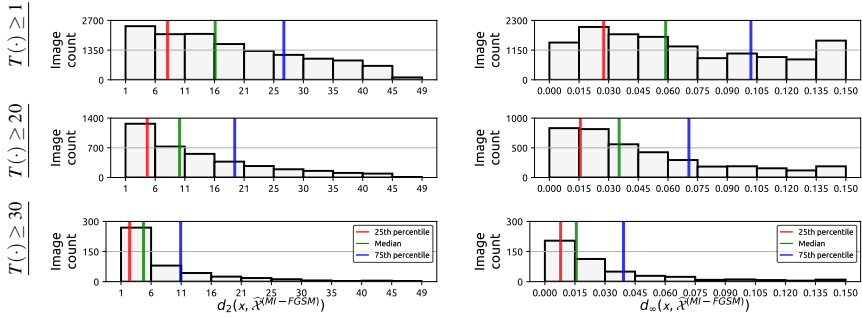 T(·) ≥ 1
Image count
2700
1350
0
1 6 11 16 21 25 30 35 40 45 49
Image count
2300
1150
0
0.000 0.015 0.030 0.045 0.060 0.075 0.090 0.105 0.120 0.135 0.150
T(·) ≥ 20
Image count
1400
700
0
1 6 11 16 21 25 30 35 40 45 49
Image count
1000
500
0
0.000 0.015 0.030 0.045 0.060 0.075 0.090 0.105 0.120 0.135 0.150
T(·) ≥ 30
Image count
300
150
0
25th percentile
Median
75th percentile
1 6 11 16 21 25 30 35 40 45 49
d₂(x, X̂^(MI−FGSM))
Image count
300
150
0
25th percentile
Median
75th percentile
0.000 0.015 0.030 0.045 0.060 0.075 0.090 0.105 0.120 0.135 0.150
d∞(x, X̂^(MI−FGSM))